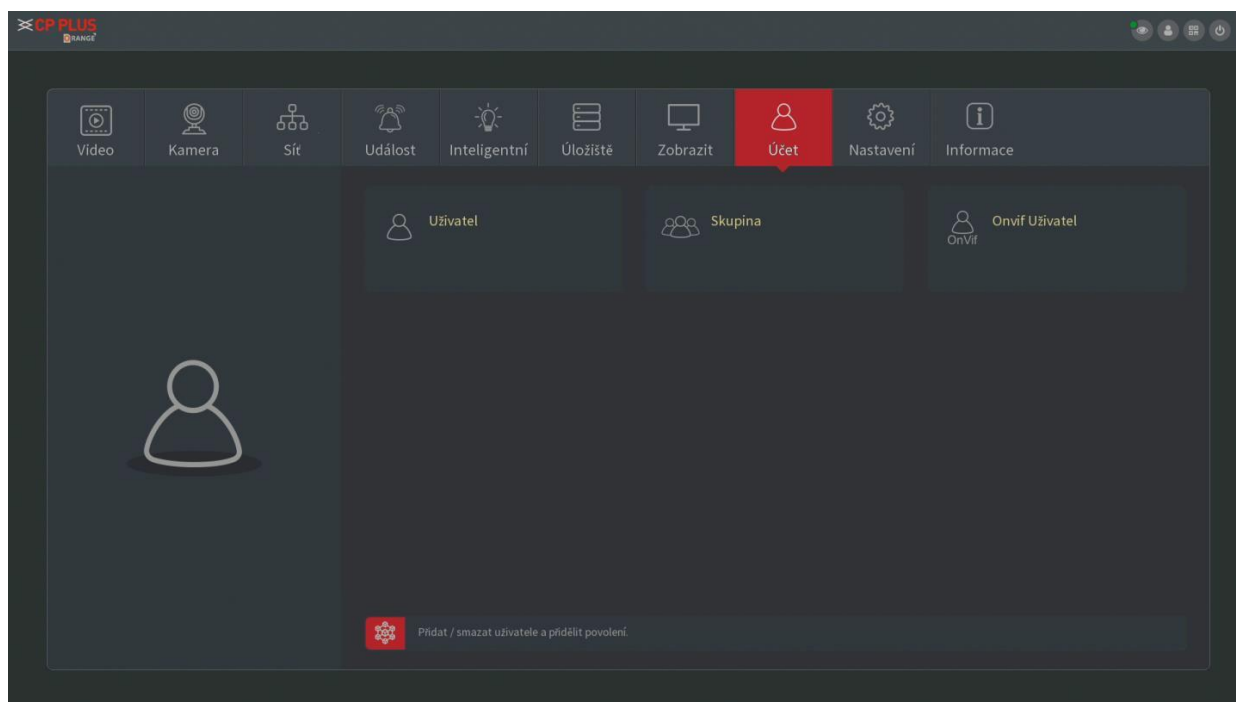 CP PLUS
ORANGE
Video
Kamera
Síť
Událost
Inteligentní
Úložiště
Zobrazit
Účet
Nastavení
Informace
Uživatel
Skupina
Onvif Uživatel
OnVif
Přidat / smazat uživatele a přidělit povolení.